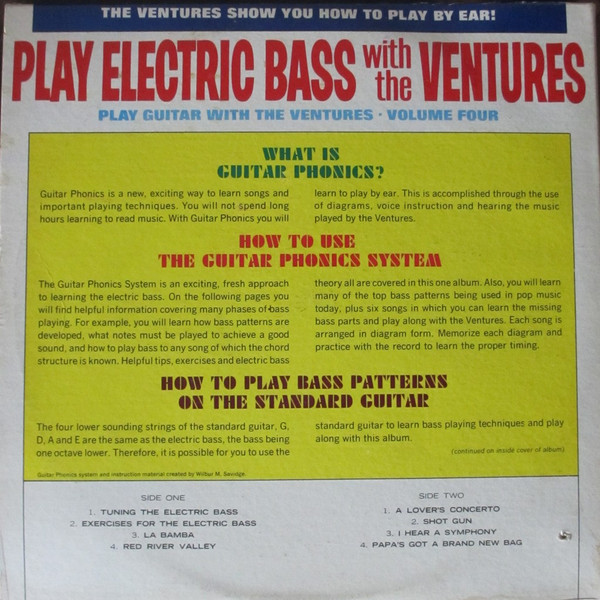 THE VENTURES SHOW YOU HOW TO PLAY BY EAR!
PLAY ELECTRIC BASS with the VENTURES
PLAY GUITAR WITH THE VENTURES · VOLUME FOUR
WHAT IS
GUITAR PHONICS?
Guitar Phonics is a new, exciting way to learn songs and
important playing techniques. You will not spend long
hours learning to read music. With Guitar Phonics you will
learn to play by ear. This is accomplished through the use
of diagrams, voice instruction and hearing the music
played by the Ventures.
HOW TO USE
THE GUITAR PHONICS SYSTEM
The Guitar Phonics System is an exciting, fresh approach
to learning the electric bass. On the following pages you
will find helpful information covering many phases of bass
playing. For example, you will learn how bass patterns are
developed, what notes must be played to achieve a good
sound, and how to play bass to any song of which the chord
structure is known. Helpful tips, exercises and electric bass
theory all are covered in this one album. Also, you will learn
many of the top bass patterns being used in pop music
today, plus six songs in which you can learn the missing
bass parts and play along with the Ventures. Each song is
arranged in diagram form. Memorize each diagram and
practice with the record to learn the proper timing.
HOW TO PLAY BASS PATTERNS
ON THE STANDARD GUITAR
The four lower sounding strings of the standard guitar, G,
D, A and E are the same as the electric bass, the bass being
one octave lower. Therefore, it is possible for you to use the
standard guitar to learn bass playing techniques and play
along with this album.
(continued on inside cover of album)
Guitar Phonics system and instruction material created by Wilbur M. Savidge.
SIDE ONE
1. TUNING THE ELECTRIC BASS
2. EXERCISES FOR THE ELECTRIC BASS
3. LA BAMBA
4. RED RIVER VALLEY
SIDE TWO
1. A LOVER'S CONCERTO
2. SHOT GUN
3. I HEAR A SYMPHONY
4. PAPA'S GOT A BRAND NEW BAG